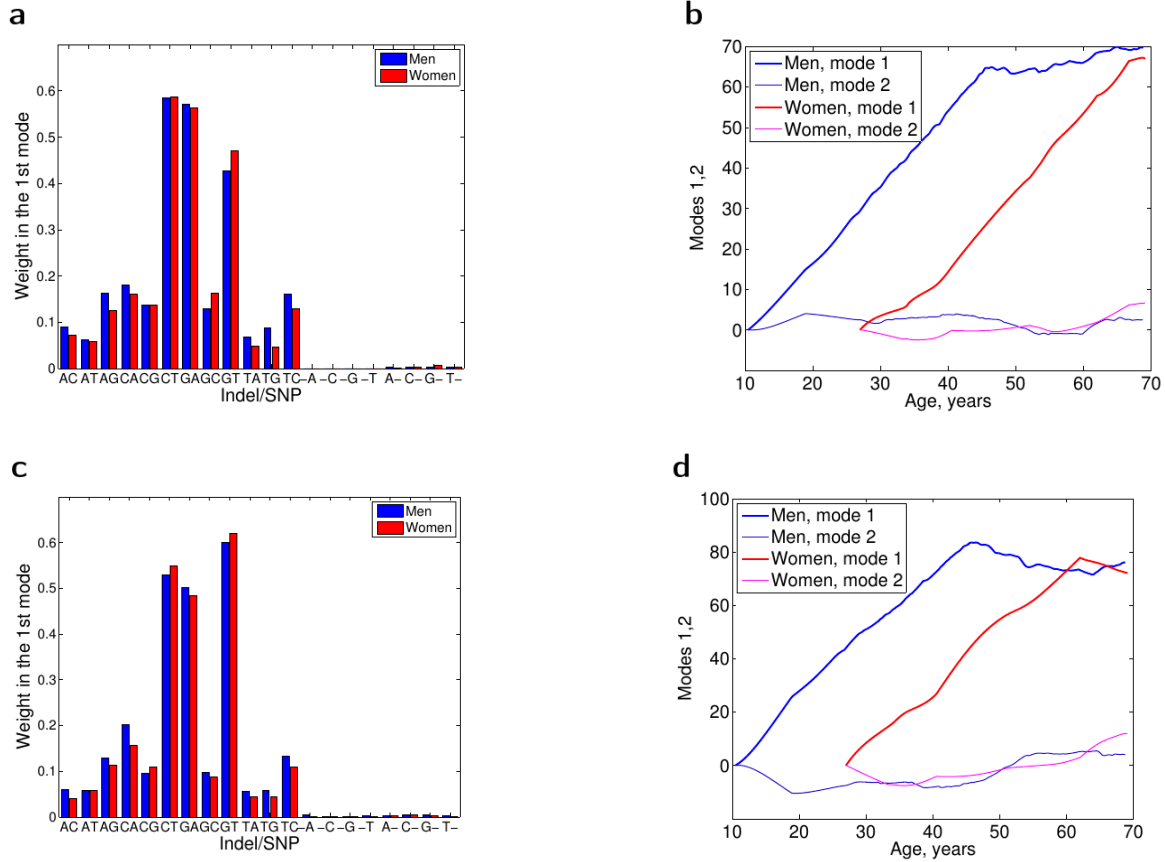 a
Men
Women
0.6
0.5
0.4
0.3
0.2
0.1
0
Weight in the 1st mode
AC AT AG CA CG CT GA GC GT TA TG TC -A -C -G -T A- C- G- T-
Indel/SNP
b
Men, mode 1
Men, mode 2
Women, mode 1
Women, mode 2
70
60
50
40
30
20
10
0
Modes 1,2
10 20 30 40 50 60 70
Age, years
c
Men
Women
0.6
0.5
0.4
0.3
0.2
0.1
0
Weight in the 1st mode
AC AT AG CA CG CT GA GC GT TA TG TC -A -C -G -T A- C- G- T-
Indel/SNP
d
Men, mode 1
Men, mode 2
Women, mode 1
Women, mode 2
100
80
60
40
20
0
Modes 1,2
10 20 30 40 50 60 70
Age, years